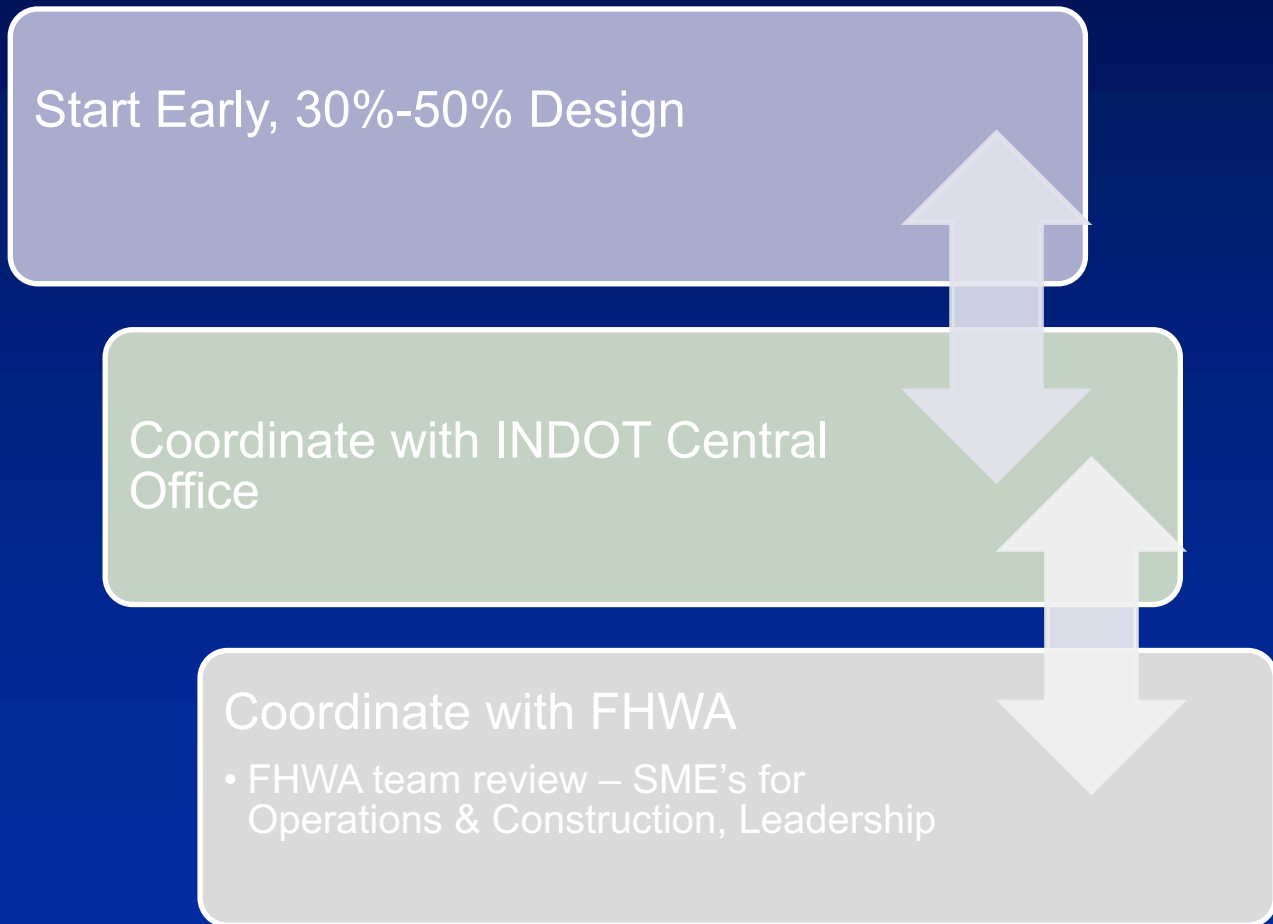 Start Early, 30%-50% Design
Coordinate with INDOT Central
Office
Coordinate with FHWA
• FHWA team review – SME’s for
Operations & Construction, Leadership